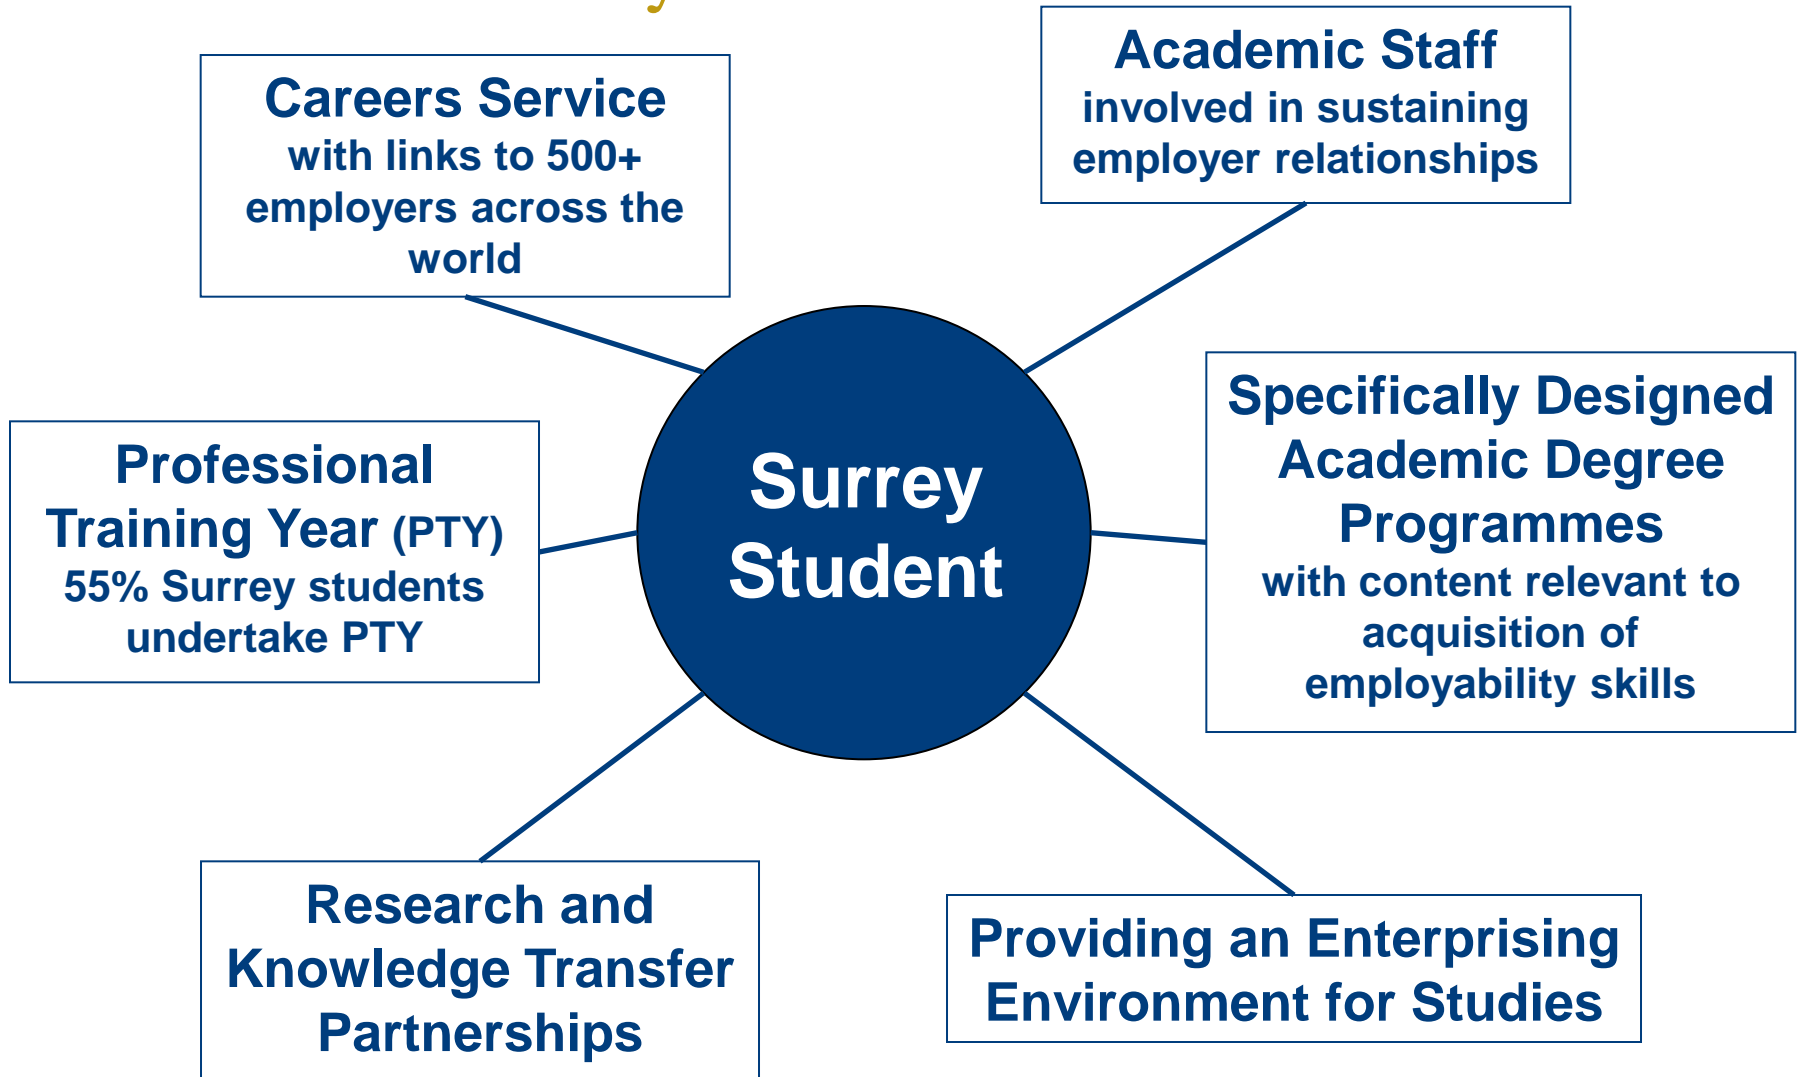 Careers Service
with links to 500+
employers across the
world
Academic Staff
involved in sustaining
employer relationships
Professional
Training Year (PTY)
55% Surrey students
undertake PTY
Surrey
Student
Specifically Designed
Academic Degree
Programmes
with content relevant to
acquisition of
employability skills
Research and
Knowledge Transfer
Partnerships
Providing an Enterprising
Environment for Studies